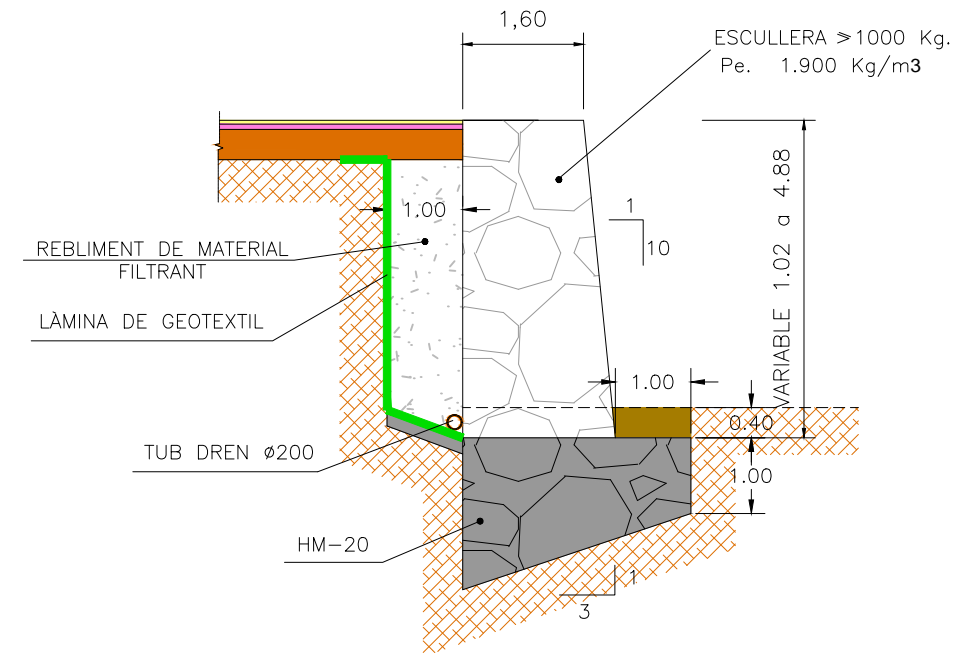 1,60
ESCULLERA ⩾1000 Kg.
Pe. 1.900 Kg/m3
1.00
1
10
VARIABLE 1.02 a 4.88
REBLIMENT DE MATERIAL
FILTRANT
LÀMINA DE GEOTEXTIL
1.00
0.40
TUB DREN Ø200
1.00
HM-20
1
3